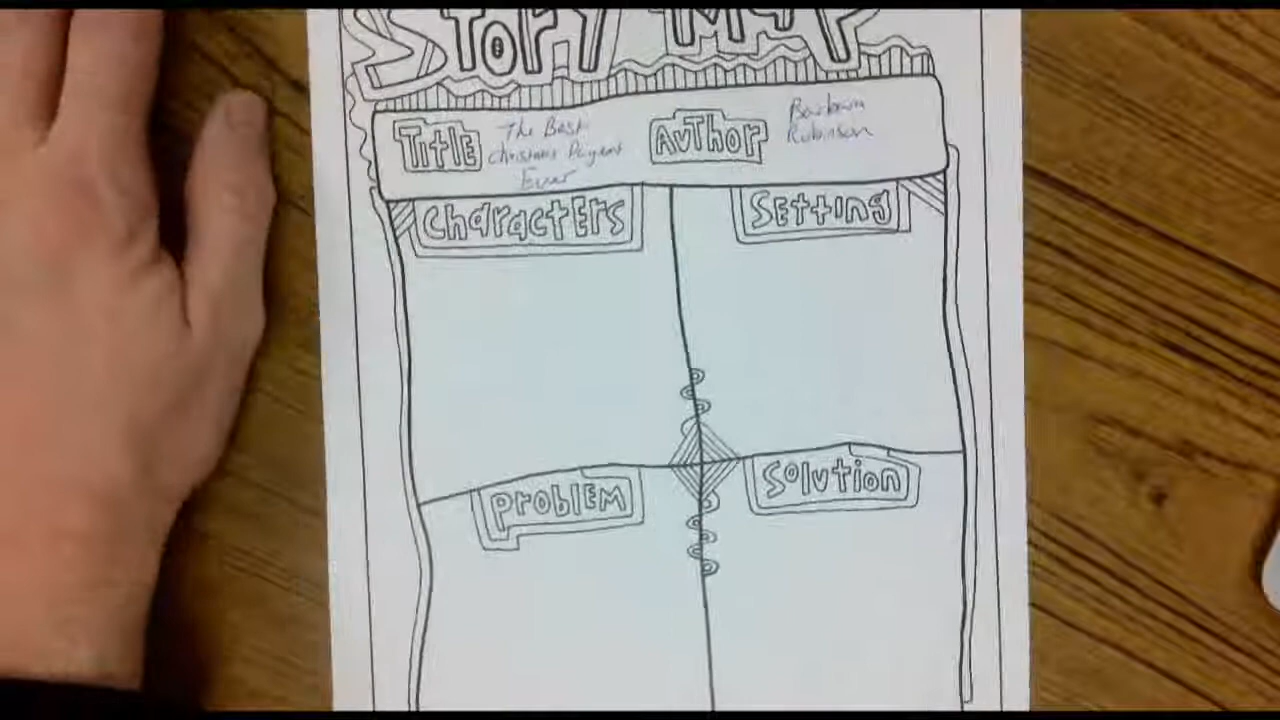 Story Map
Title
The Best
Christmas Pageant
Ever
Author
Barbara
Robinson
Characters
Setting
Problem
Solution